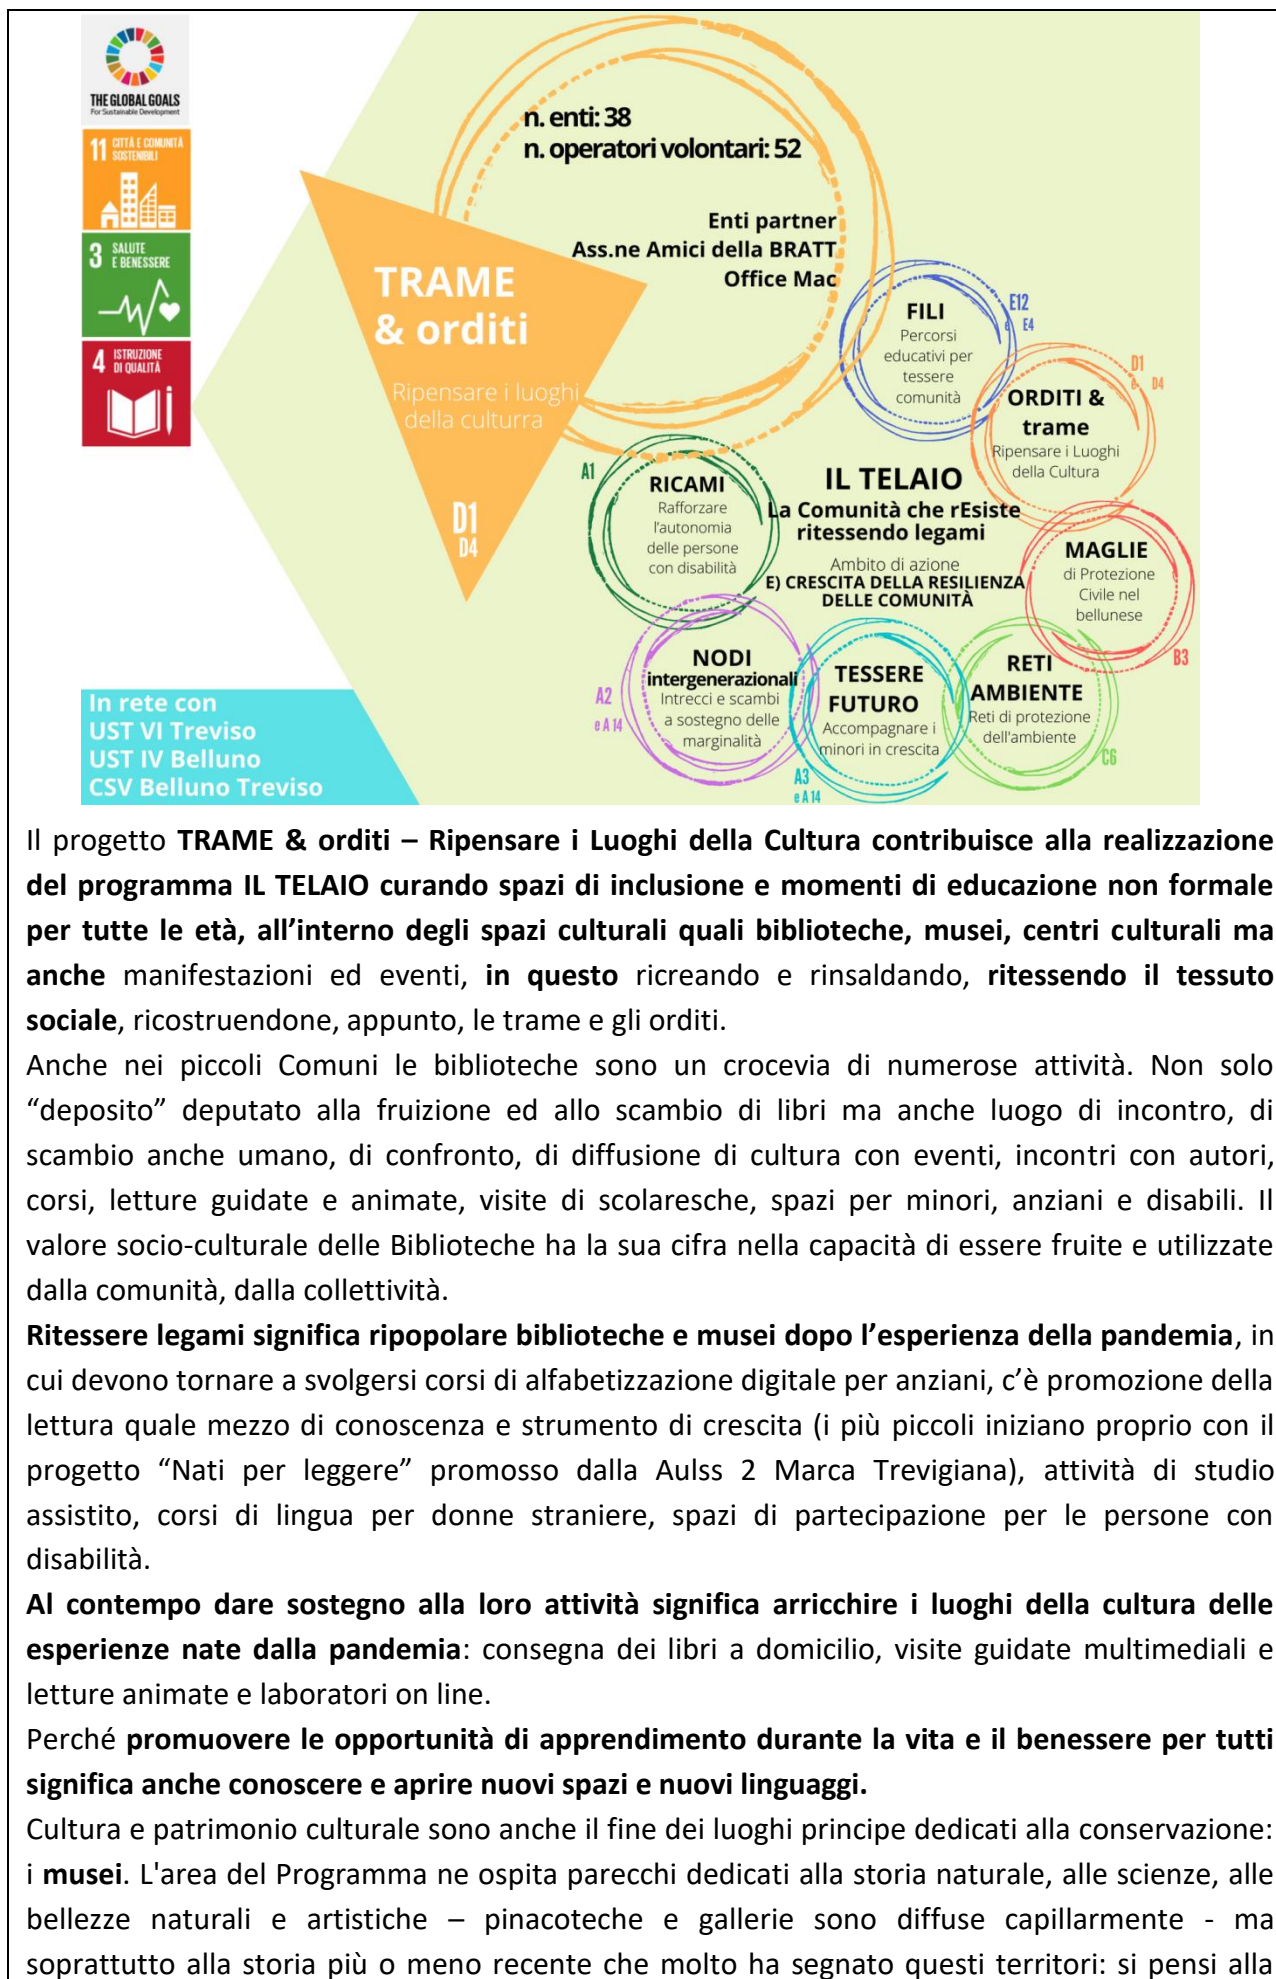 THE GLOBAL GOALS
For Sustainable Development
11 CITTÀ E COMUNITÀ
SOSTENIBILI
3 SALUTE
E BENESSERE
4 ISTRUZIONE
DI QUALITÀ
n. enti: 38
n. operatori volontari: 52
Enti partner
Ass.ne Amici della BRATT
Office Mac
TRAME
& orditi
Ripensare i luoghi
della culturra
D1
D4
FILI
Percorsi
educativi per
tessere
comunità
E12
e E4
ORDITI &
trame
Ripensare i Luoghi
della Cultura
D1
e D4
A1
RICAMI
Rafforzare
l'autonomia
delle persone
con disabilità
IL TELAIO
La Comunità che rEsiste
ritessendo legami
Ambito di azione
E) CRESCITA DELLA RESILIENZA
DELLE COMUNITÀ
MAGLIE
di Protezione
Civile nel
bellunese
B3
NODI
intergenerazionali
Intrecci e scambi
a sostegno delle
marginalità
A2
e A 14
TESSERE
FUTURO
Accompagnare i
minori in crescita
A3
e A 14
RETI
AMBIENTE
Reti di protezione
dell'ambiente
C6
In rete con
UST VI Treviso
UST IV Belluno
CSV Belluno Treviso
Il progetto TRAME & orditi – Ripensare i Luoghi della Cultura contribuisce alla realizzazione
del programma IL TELAIO curando spazi di inclusione e momenti di educazione non formale
per tutte le età, all’interno degli spazi culturali quali biblioteche, musei, centri culturali ma
anche manifestazioni ed eventi, in questo ricreando e rinsaldando, ritessendo il tessuto
sociale, ricostruendone, appunto, le trame e gli orditi.
Anche nei piccoli Comuni le biblioteche sono un crocevia di numerose attività. Non solo
“deposito” deputato alla fruizione ed allo scambio di libri ma anche luogo di incontro, di
scambio anche umano, di confronto, di diffusione di cultura con eventi, incontri con autori,
corsi, letture guidate e animate, visite di scolaresche, spazi per minori, anziani e disabili. Il
valore socio-culturale delle Biblioteche ha la sua cifra nella capacità di essere fruite e utilizzate
dalla comunità, dalla collettività.
Ritessere legami significa ripopolare biblioteche e musei dopo l’esperienza della pandemia, in
cui devono tornare a svolgersi corsi di alfabetizzazione digitale per anziani, c’è promozione della
lettura quale mezzo di conoscenza e strumento di crescita (i più piccoli iniziano proprio con il
progetto “Nati per leggere” promosso dalla Aulss 2 Marca Trevigiana), attività di studio
assistito, corsi di lingua per donne straniere, spazi di partecipazione per le persone con
disabilità.
Al contempo dare sostegno alla loro attività significa arricchire i luoghi della cultura delle
esperienze nate dalla pandemia: consegna dei libri a domicilio, visite guidate multimediali e
letture animate e laboratori on line.
Perché promuovere le opportunità di apprendimento durante la vita e il benessere per tutti
significa anche conoscere e aprire nuovi spazi e nuovi linguaggi.
Cultura e patrimonio culturale sono anche il fine dei luoghi principe dedicati alla conservazione:
i musei. L'area del Programma ne ospita parecchi dedicati alla storia naturale, alle scienze, alle
bellezze naturali e artistiche – pinacoteche e gallerie sono diffuse capillarmente - ma
soprattutto alla storia più o meno recente che molto ha segnato questi territori: si pensi alla